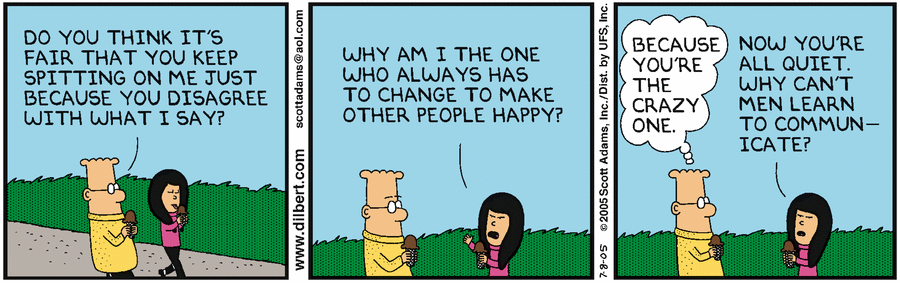 DO YOU THINK IT'S
FAIR THAT YOU KEEP
SPITTING ON ME JUST
BECAUSE YOU DISAGREE
WITH WHAT I SAY?
www.dilbert.com
scottadams@aol.com
WHY AM I THE ONE
WHO ALWAYS HAS
TO CHANGE TO MAKE
OTHER PEOPLE HAPPY?
7-8-05 © 2005 Scott Adams, Inc./Dist. by UFS, Inc.
BECAUSE
YOU'RE
THE
CRAZY
ONE.
NOW YOU'RE
ALL QUIET.
WHY CAN'T
MEN LEARN
TO COMMUN-
ICATE?